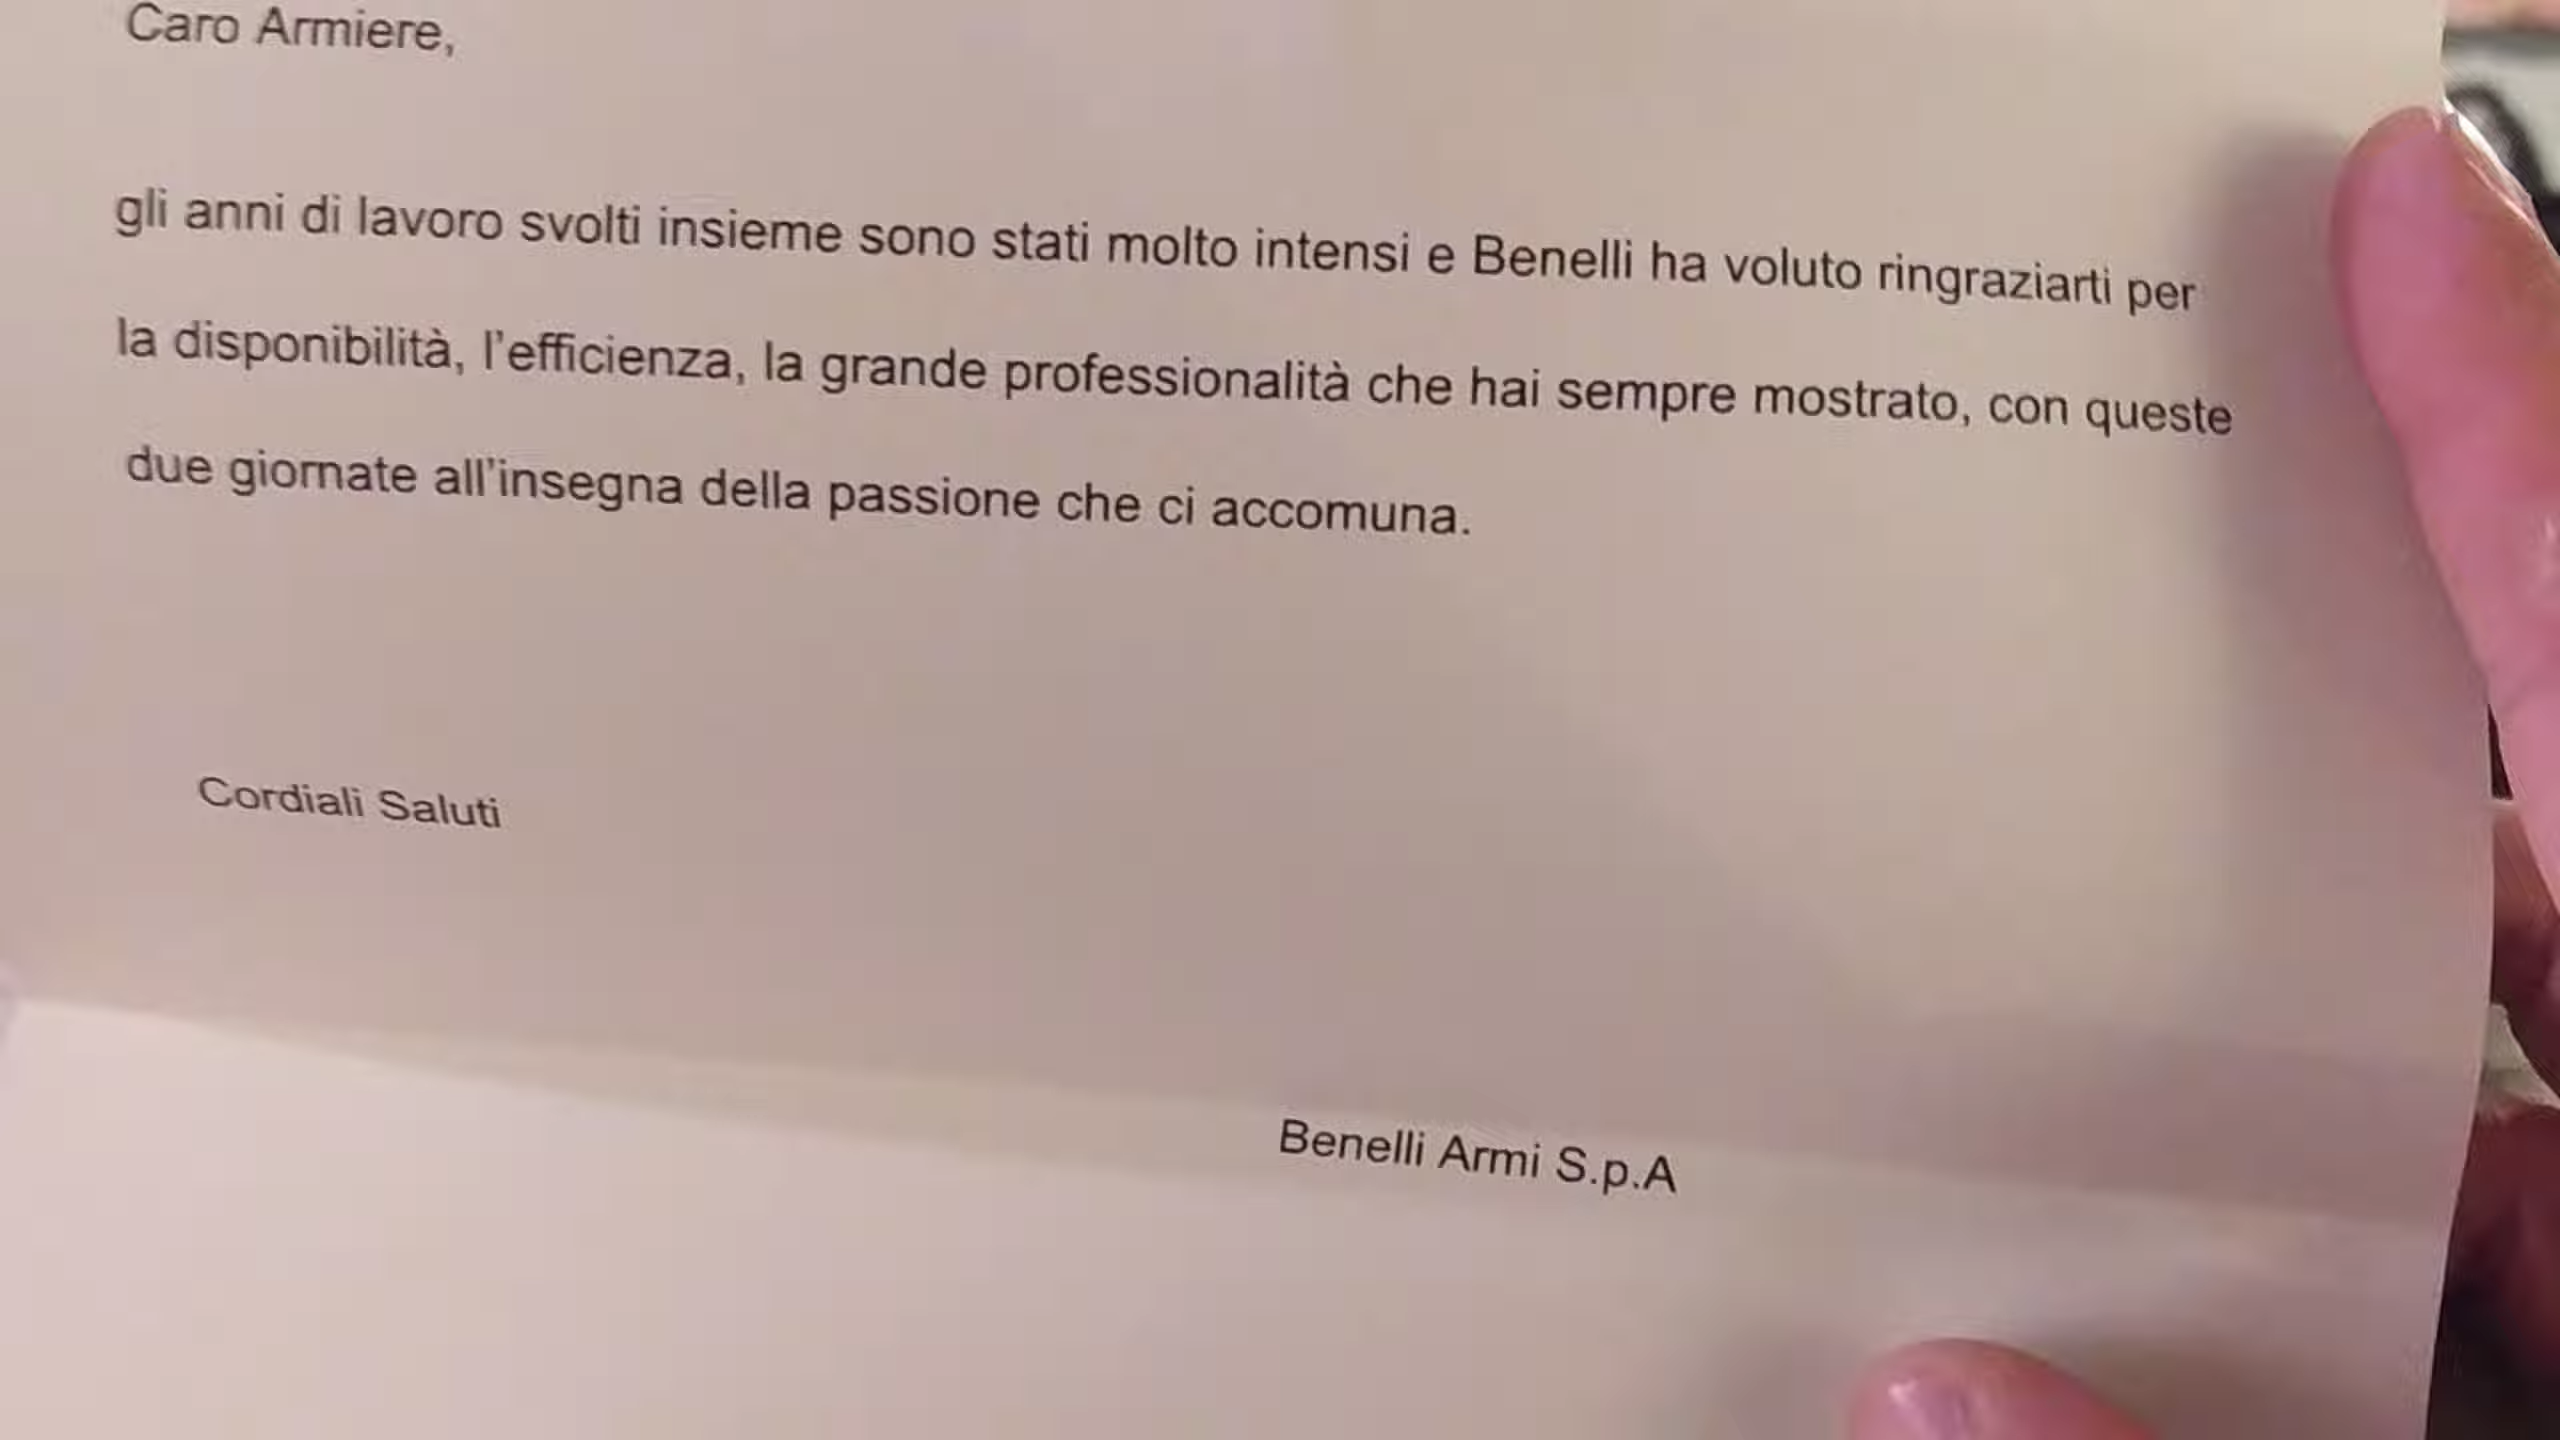 Caro Armiere,
gli anni di lavoro svolti insieme sono stati molto intensi e Benelli ha voluto ringraziarti per
la disponibilità, l'efficienza, la grande professionalità che hai sempre mostrato, con queste
due giornate all'insegna della passione che ci accomuna.
Cordiali Saluti
Benelli Armi S.p.A